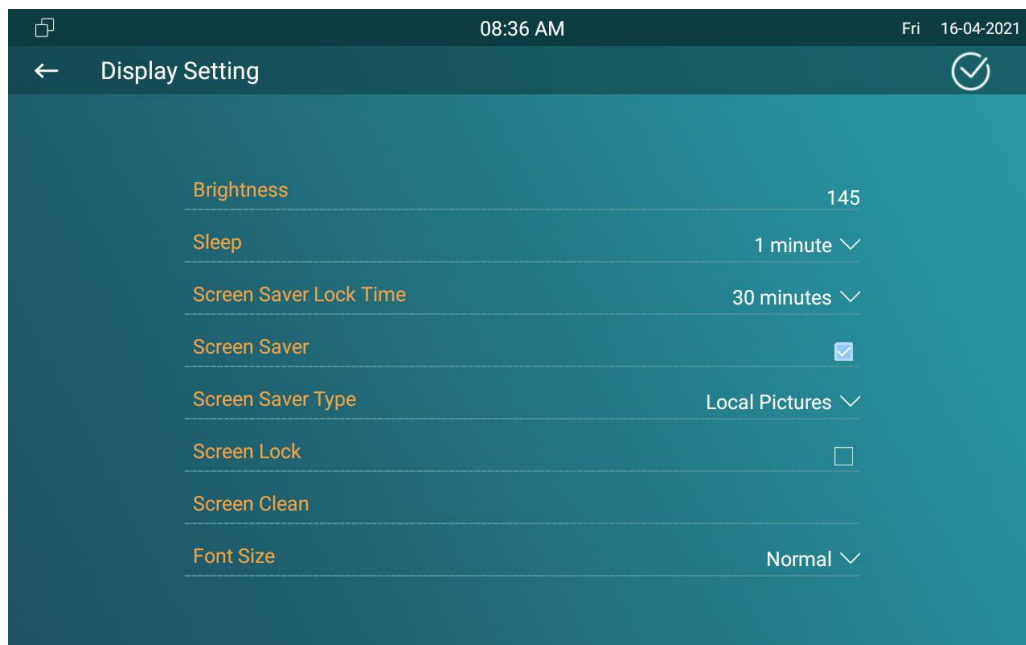 08:36 AM Fri 16-04-2021
Display Setting
Brightness 145
Sleep 1 minute
Screen Saver Lock Time 30 minutes
Screen Saver
Screen Saver Type Local Pictures
Screen Lock
Screen Clean
Font Size Normal